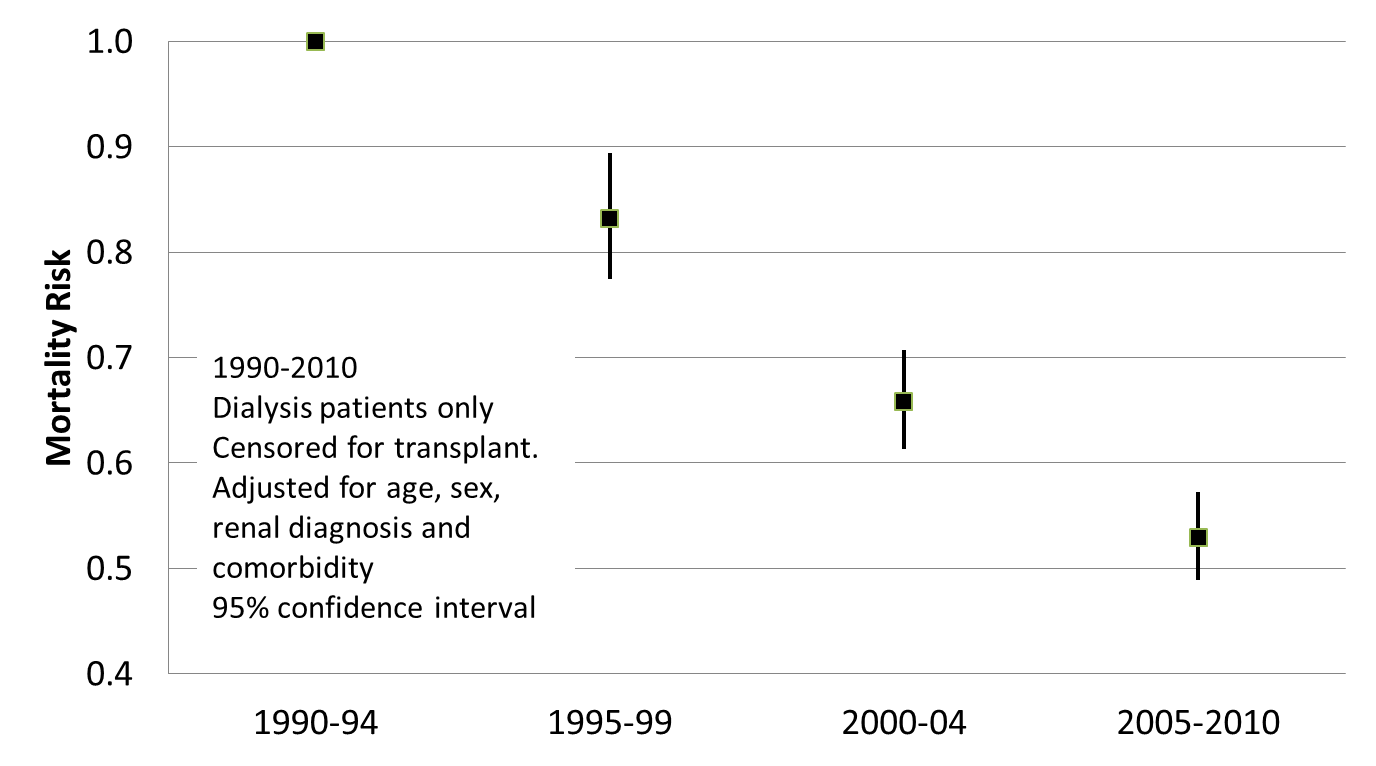 1.0
0.9
0.8
0.7
0.6
0.5
0.4
Mortality Risk
1990-2010
Dialysis patients only
Censored for transplant.
Adjusted for age, sex,
renal diagnosis and
comorbidity
95% confidence interval
1990-94 1995-99 2000-04 2005-2010